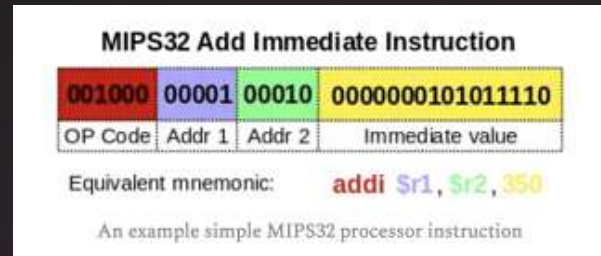 MIPS32 Add Immediate Instruction
001000 00001 00010 0000000101011110
OP Code Addr 1 Addr 2 Immediate value
Equivalent mnemonic: addi $r1, $r2, 350
An example simple MIPS32 processor instruction